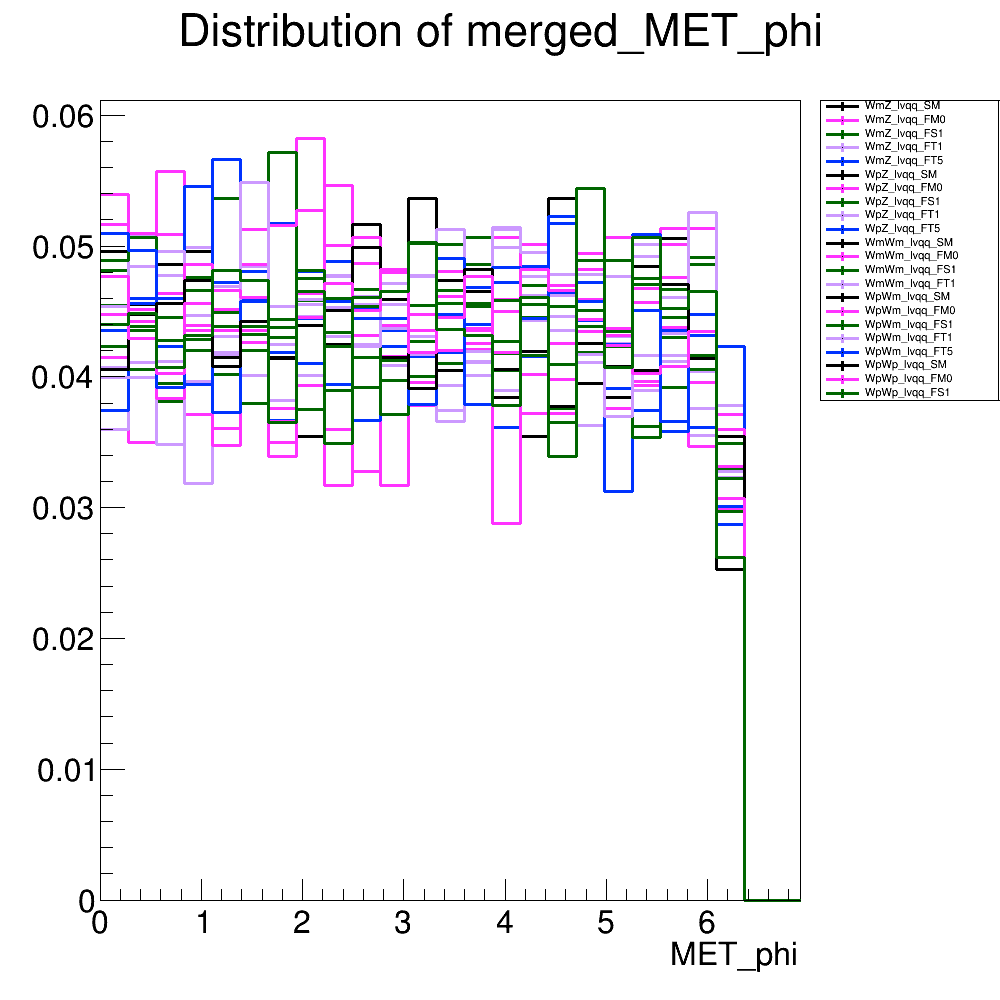 Distribution of merged_MET_phi
0.06
0.05
0.04
0.03
0.02
0.01
0
0 1 2 3 4 5 6
MET_phi
WmZ_lvqq_SM
WmZ_lvqq_FM0
WmZ_lvqq_FS1
WmZ_lvqq_FT1
WmZ_lvqq_FT5
WpZ_lvqq_SM
WpZ_lvqq_FM0
WpZ_lvqq_FS1
WpZ_lvqq_FT1
WpZ_lvqq_FT5
WmWm_lvqq_SM
WmWm_lvqq_FM0
WmWm_lvqq_FS1
WmWm_lvqq_FT1
WpWm_lvqq_SM
WpWm_lvqq_FM0
WpWm_lvqq_FS1
WpWm_lvqq_FT1
WpWm_lvqq_FT5
WpWp_lvqq_SM
WpWp_lvqq_FM0
WpWp_lvqq_FS1